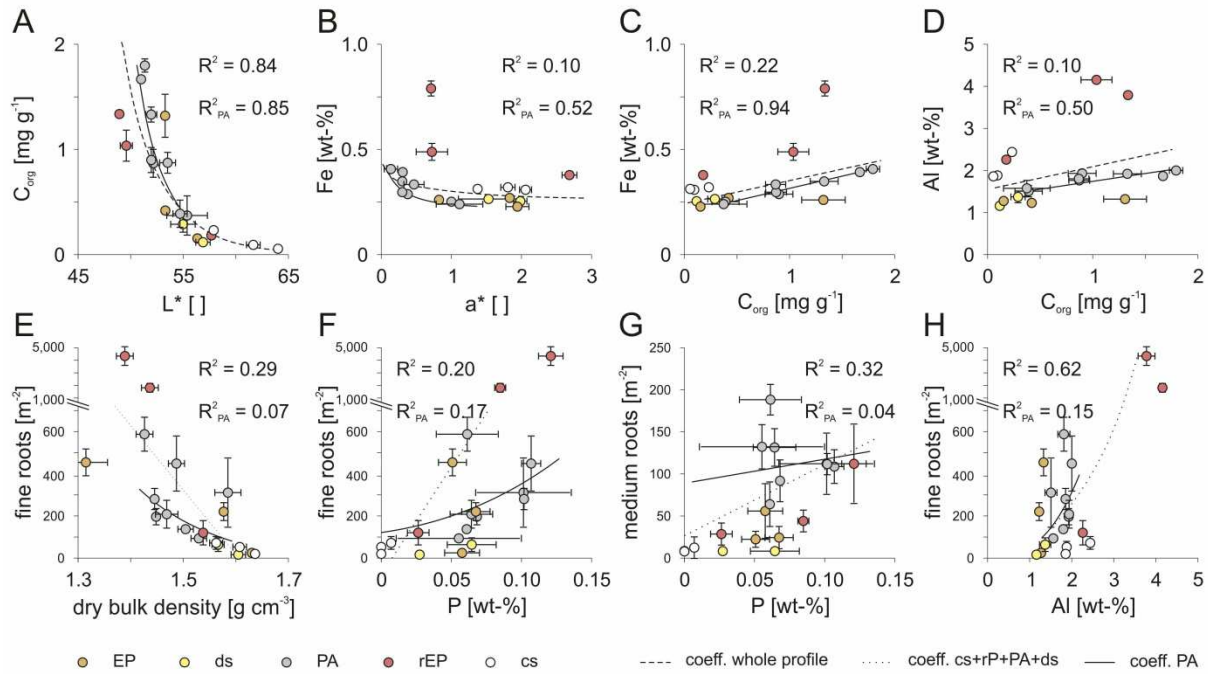 A B C D
2 1.0 1.0 5
R² = 0.84 R² = 0.10 R² = 0.22 R² = 0.10
R²PA = 0.85 R²PA = 0.52 R²PA = 0.94 R²PA = 0.50
Corg [mg g⁻¹] Fe [wt-%] Fe [wt-%] Al [wt-%]
4
3
1 0.5 0.5 2
1
0 0 0 0
45 55 65 0 1 2 3 0 1 2 0 1 2
L* [ ] a* [ ] Corg [mg g⁻¹] Corg [mg g⁻¹]
E F G H
5,000 5,000 250 5,000
R² = 0.29 R² = 0.20 R² = 0.32 R² = 0.62
1,000 1,000 200 1,000
R²PA = 0.07 R²PA = 0.17 R²PA = 0.04 R²PA = 0.15
fine roots [m⁻²] fine roots [m⁻²] medium roots [m⁻²] fine roots [m⁻²]
600 600 150 600
400 400 100 400
200 200 50 200
0 0 0 0
1.3 1.5 1.7 0 0.05 0.10 0.15 0 0.05 0.10 0.15 0 1 2 3 4 5
dry bulk density [g cm⁻³] P [wt-%] P [wt-%] Al [wt-%]
EP ds PA rEP cs coeff. whole profile coeff. cs+rP+PA+ds coeff. PA